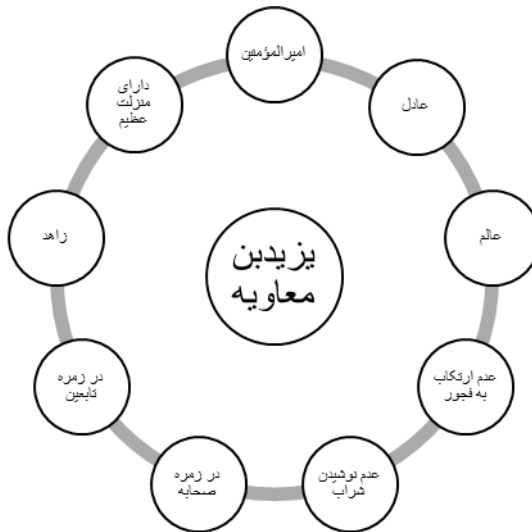 امیرالمؤمنین
عادل
عالم
عدم ارتکاب
به فجور
عدم نوشیدن
شراب
در زمره
صحابه
در زمره
تابعین
زاهد
دارای
منزلت
عظیم
یزیدبن
معاویه